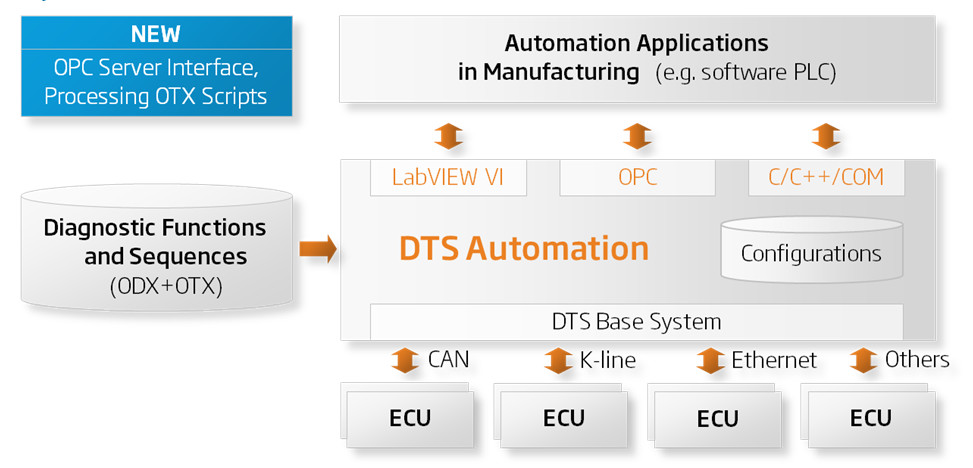 NEW
OPC Server Interface,
Processing OTX Scripts
Automation Applications
in Manufacturing (e.g. software PLC)
LabVIEW VI
OPC
C/C++/COM
Diagnostic Functions
and Sequences
(ODX+OTX)
DTS Automation
Configurations
DTS Base System
CAN
K-line
Ethernet
Others
ECU
ECU
ECU
ECU